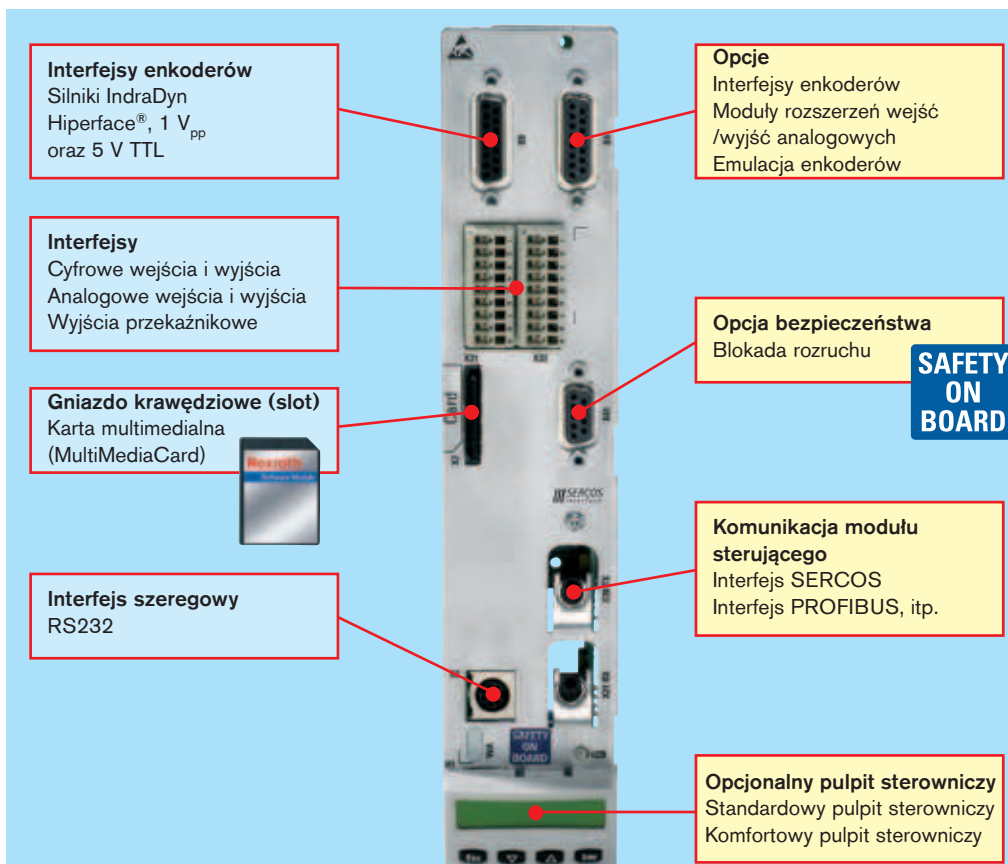 Interfejsy enkoderów
Silniki IndraDyn
Hiperface®, 1 Vpp
oraz 5 V TTL
Opcje
Interfejsy enkoderów
Moduły rozszerzeń wejść
/wyjść analogowych
Emulacja enkoderów
Interfejsy
Cyfrowe wejścia i wyjścia
Analogowe wejścia i wyjścia
Wyjścia przekaźnikowe
X31
X32
Opcja bezpieczeństwa
Blokada rozruchu
SAFETY
ON
BOARD
Gniazdo krawędziowe (slot)
Karta multimedialna
(MultiMediaCard)
Rexroth
Card
SERCOS
Komunikacja modułu
sterującego
Interfejs SERCOS
Interfejs PROFIBUS, itp.
Interfejs szeregowy
RS232
SAFETY
ON
BOARD
Opcjonalny pulpit sterowniczy
Standardowy pulpit sterowniczy
Komfortowy pulpit sterowniczy
Esc